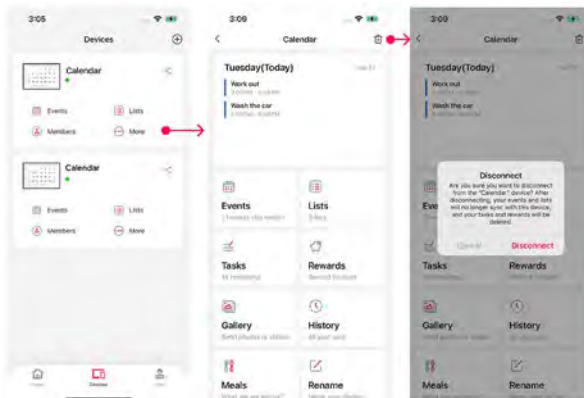 3:05
Devices
Calendar
Events
Lists
Members
More
Calendar
Events
Lists
Members
More
Devices
3:09
Calendar
Tuesday(Today)
Work out
Wash the car
Events
Lists
Tasks
Rewards
Gallery
History
Meals
Rename
3:09
Calendar
Tuesday(Today)
Work out
Wash the car
Disconnect
Are you sure you want to disconnect
from the "Calendar" device? After
disconnecting, your events and lists
will no longer sync with this device,
and your tasks and rewards will be
deleted.
Cancel
Disconnect
Tasks
Rewards
Gallery
History
Meals
Rename